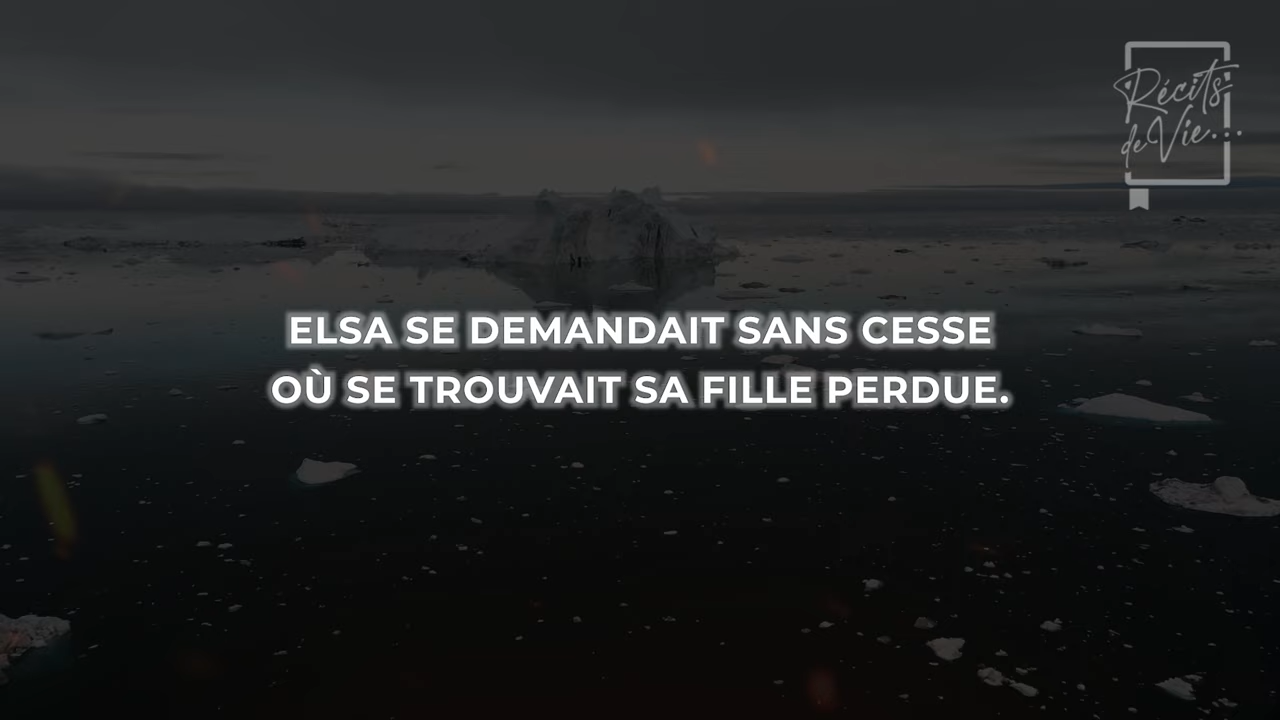 Récits
de Vie...
ELSA SE DEMANDAIT SANS CESSE
OÙ SE TROUVAIT SA FILLE PERDUE.